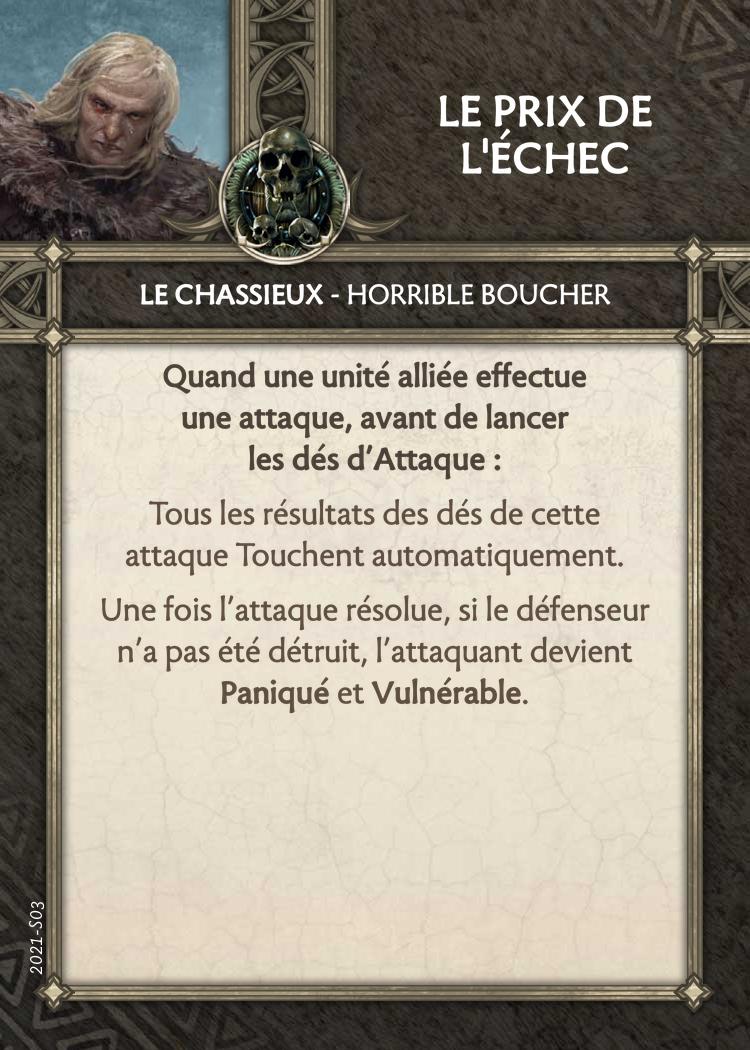 LE PRIX DE
L'ÉCHEC
LE CHASSIEUX - HORRIBLE BOUCHER
Quand une unité alliée effectue
une attaque, avant de lancer
les dés d’Attaque :
Tous les résultats des dés de cette
attaque Touchent automatiquement.
Une fois l’attaque résolue, si le défenseur
n’a pas été détruit, l’attaquant devient
Paniqué et Vulnérable.
2021-S03